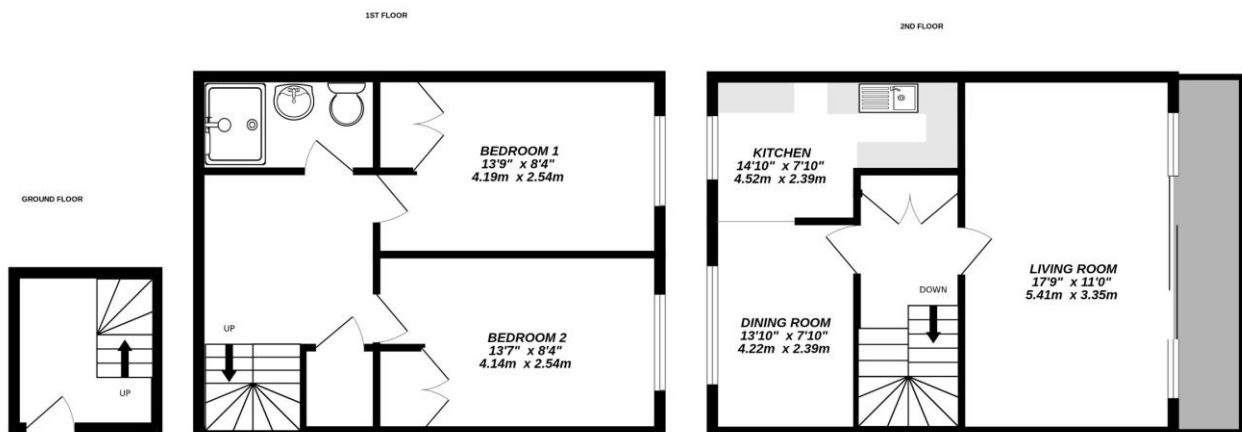 GROUND FLOOR
UP
1ST FLOOR
BEDROOM 1
13'9" x 8'4"
4.19m x 2.54m
UP
BEDROOM 2
13'7" x 8'4"
4.14m x 2.54m
2ND FLOOR
KITCHEN
14'10" x 7'10"
4.52m x 2.39m
DINING ROOM
13'10" x 7'10"
4.22m x 2.39m
DOWN
LIVING ROOM
17'9" x 11'0"
5.41m x 3.35m